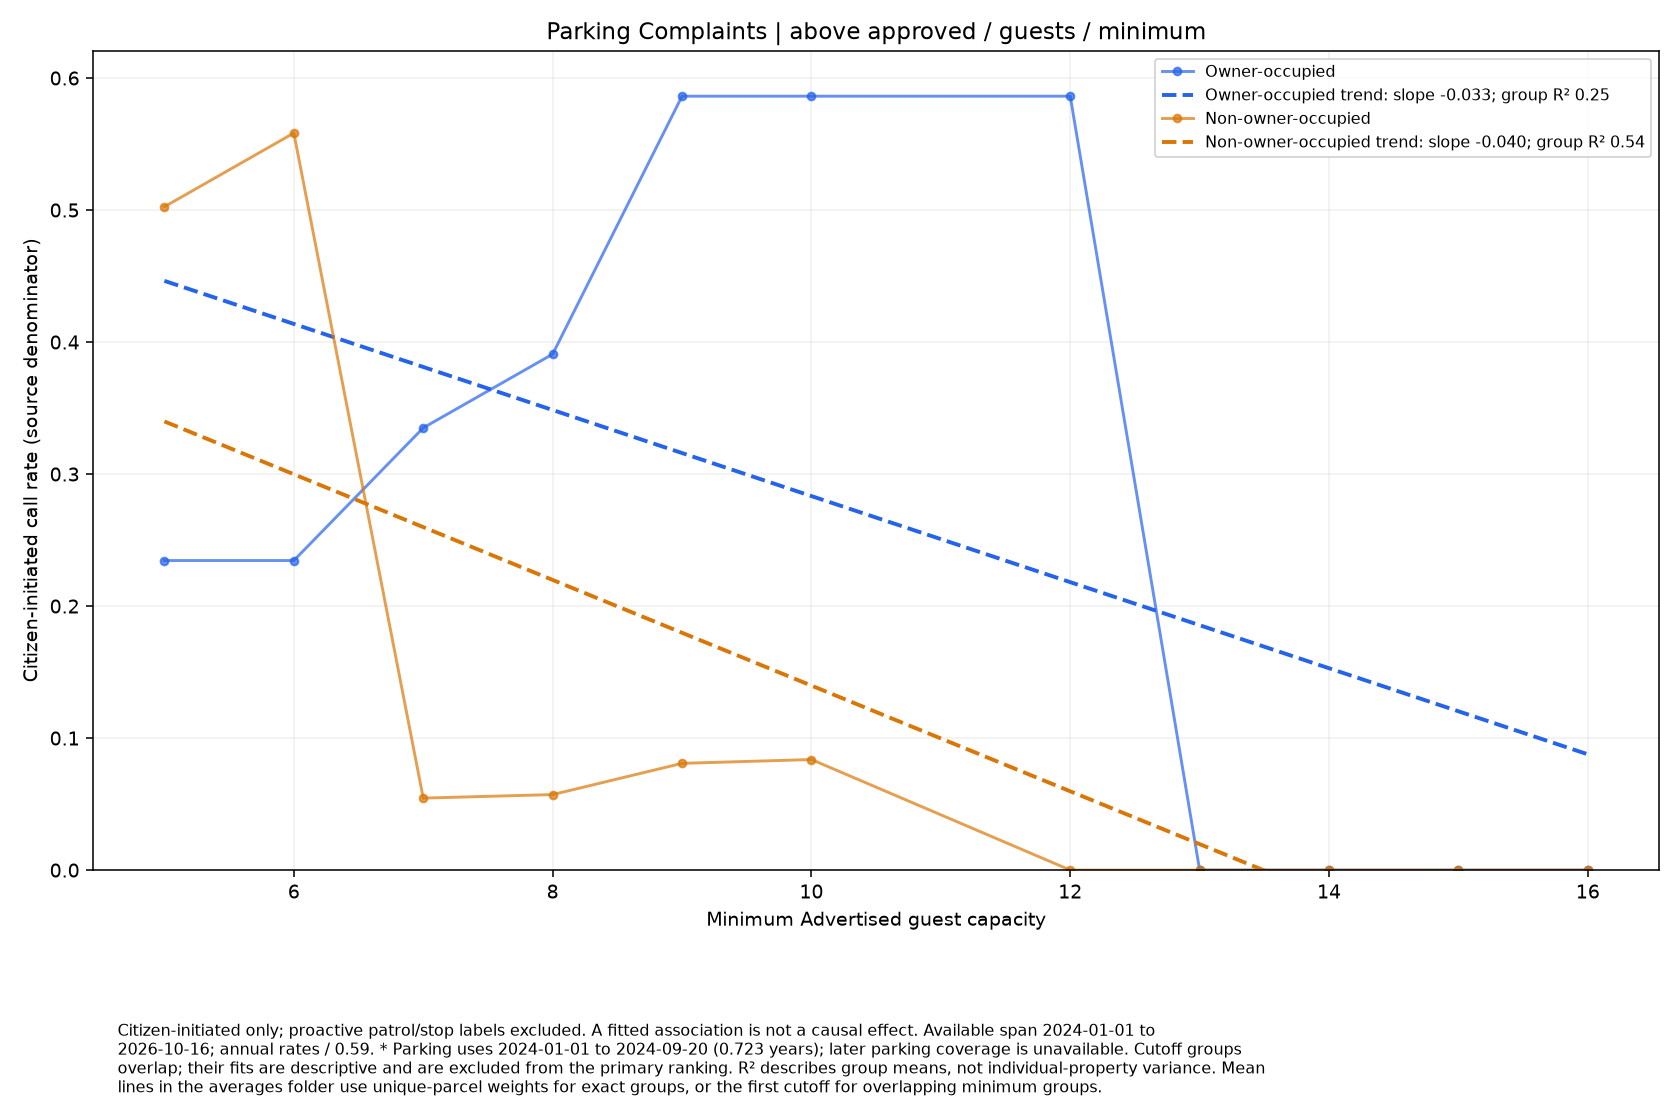 Parking Complaints | above approved / guests / minimum
Owner-occupied
Owner-occupied trend: slope -0.033; group R² 0.25
Non-owner-occupied
Non-owner-occupied trend: slope -0.040; group R² 0.54
Citizen-initiated call rate (source denominator)
0.6
0.5
0.4
0.3
0.2
0.1
0.0
6 8 10 12 14 16
Minimum Advertised guest capacity
Citizen-initiated only; proactive patrol/stop labels excluded. A fitted association is not a causal effect. Available span 2024-01-01 to
2026-10-16; annual rates / 0.59. * Parking uses 2024-01-01 to 2024-09-20 (0.723 years); later parking coverage is unavailable. Cutoff groups
overlap; their fits are descriptive and are excluded from the primary ranking. R² describes group means, not individual-property variance. Mean
lines in the averages folder use unique-parcel weights for exact groups, or the first cutoff for overlapping minimum groups.